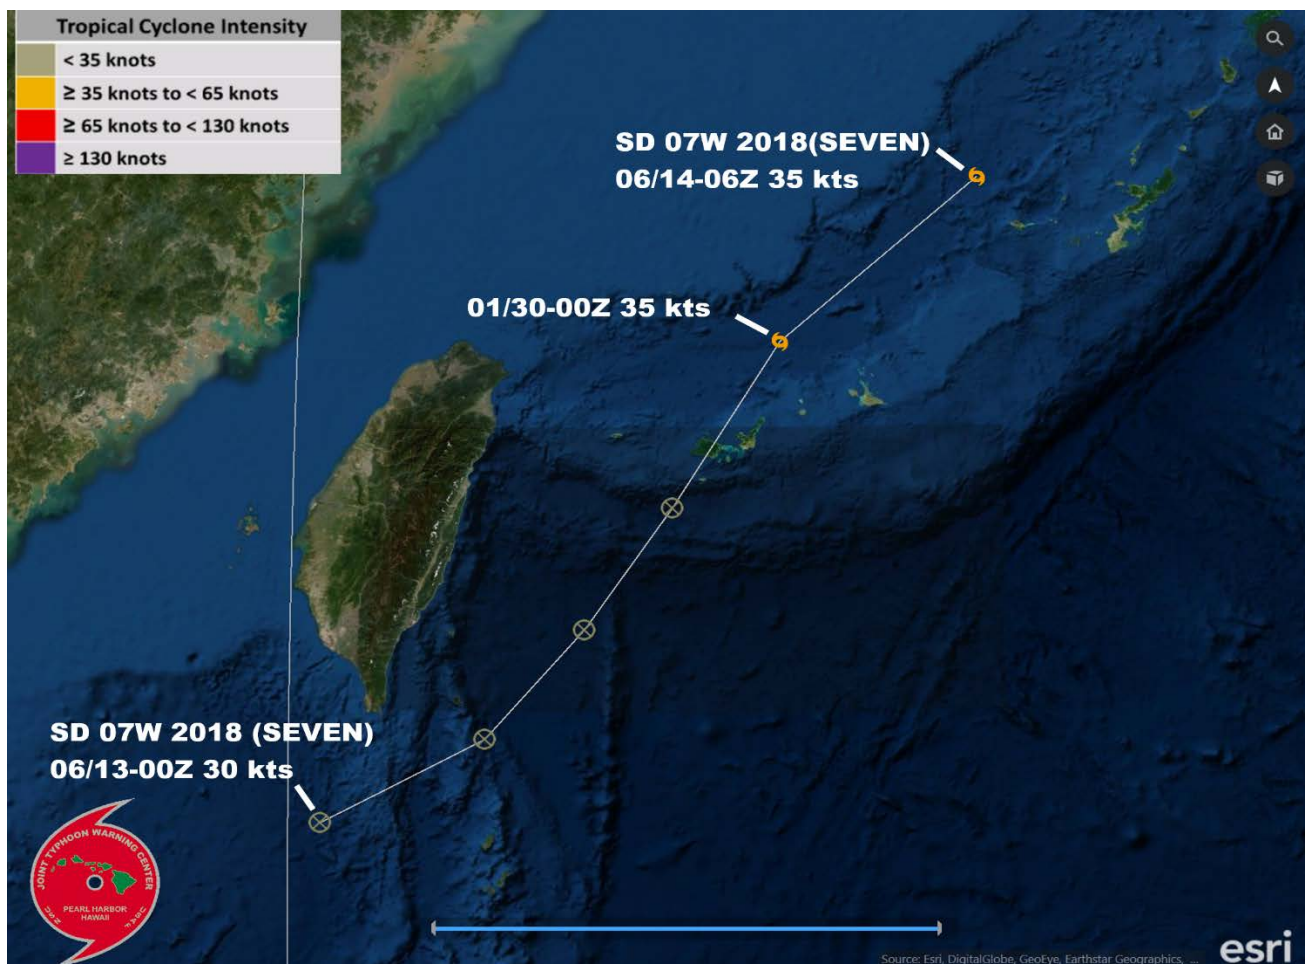 Tropical Cyclone Intensity
< 35 knots
≥ 35 knots to < 65 knots
≥ 65 knots to < 130 knots
≥ 130 knots
SD 07W 2018(SEVEN)
06/14-06Z 35 kts
01/30-00Z 35 kts
SD 07W 2018 (SEVEN)
06/13-00Z 30 kts
JOINT TYPHOON WARNING CENTER
PEARL HARBOR
HAWAII
Source: Esri, DigitalGlobe, GeoEye, Earthstar Geographics, ...
esri